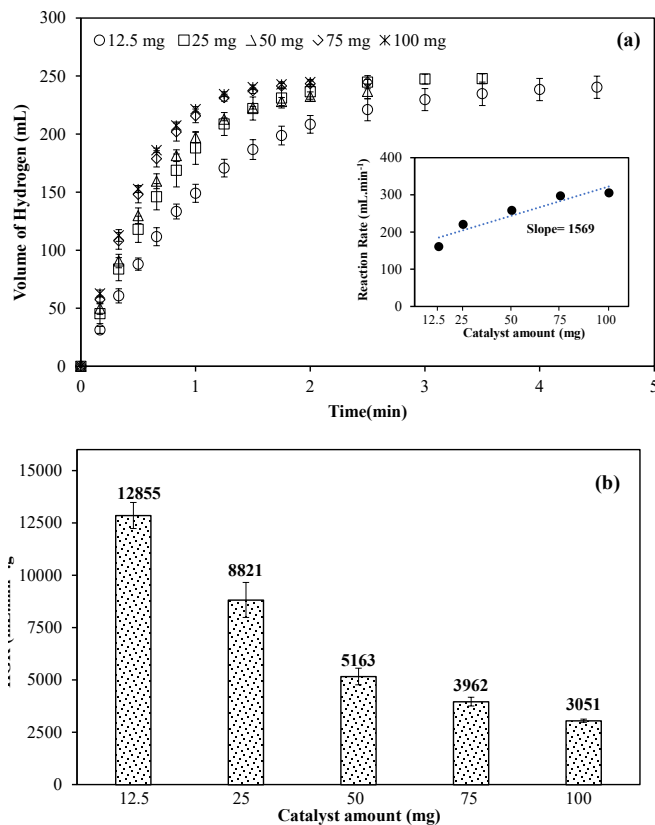 300
250
200
150
100
50
0
Volume of Hydrogen (mL)
12.5 mg 25 mg 50 mg 75 mg 100 mg
(a)
400
300
200
100
0
Reaction Rate (mL.min⁻¹)
Slope= 1569
12.5 25 50 75 100
Catalyst amount (mg)
0 1 2 3 4 5
Time(min)
15000
12500
10000
7500
5000
2500
0
(b)
12855
8821
5163
3962
3051
12.5 25 50 75 100
Catalyst amount (mg)